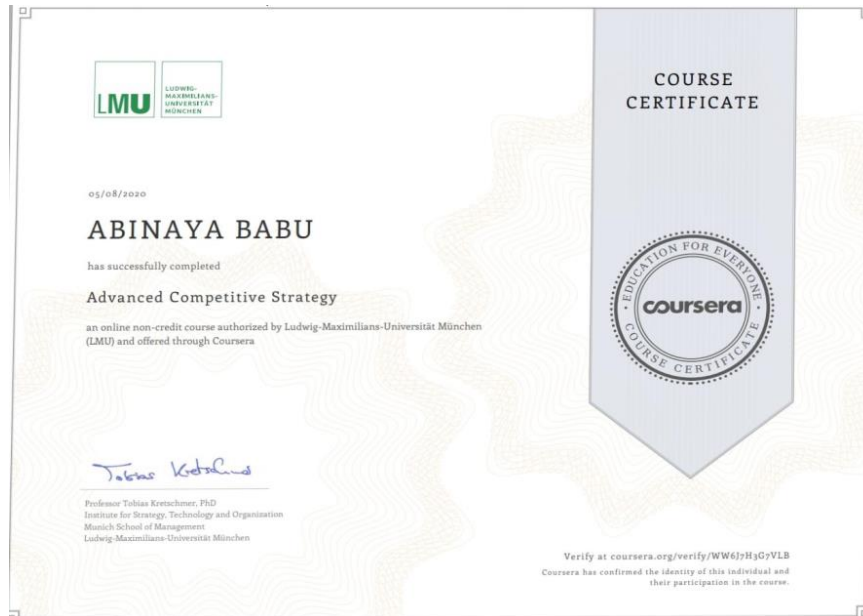 LMU
LUDWIG-
MAXIMILIANS-
UNIVERSITÄT
MÜNCHEN
05/08/2020
ABINAYA BABU
has successfully completed
Advanced Competitive Strategy
an online non-credit course authorized by Ludwig-Maximilians-Universität München
(LMU) and offered through Coursera
Tobias Kretschmer
Professor Tobias Kretschmer, PhD
Institute for Strategy, Technology and Organization
Munich School of Management
Ludwig-Maximilians-Universität München
COURSE
CERTIFICATE
EDUCATION FOR EVERYONE
coursera
COURSE CERTIFICATE
Verify at coursera.org/verify/WW6J7H3G7VLB
Coursera has confirmed the identity of this individual and
their participation in the course.